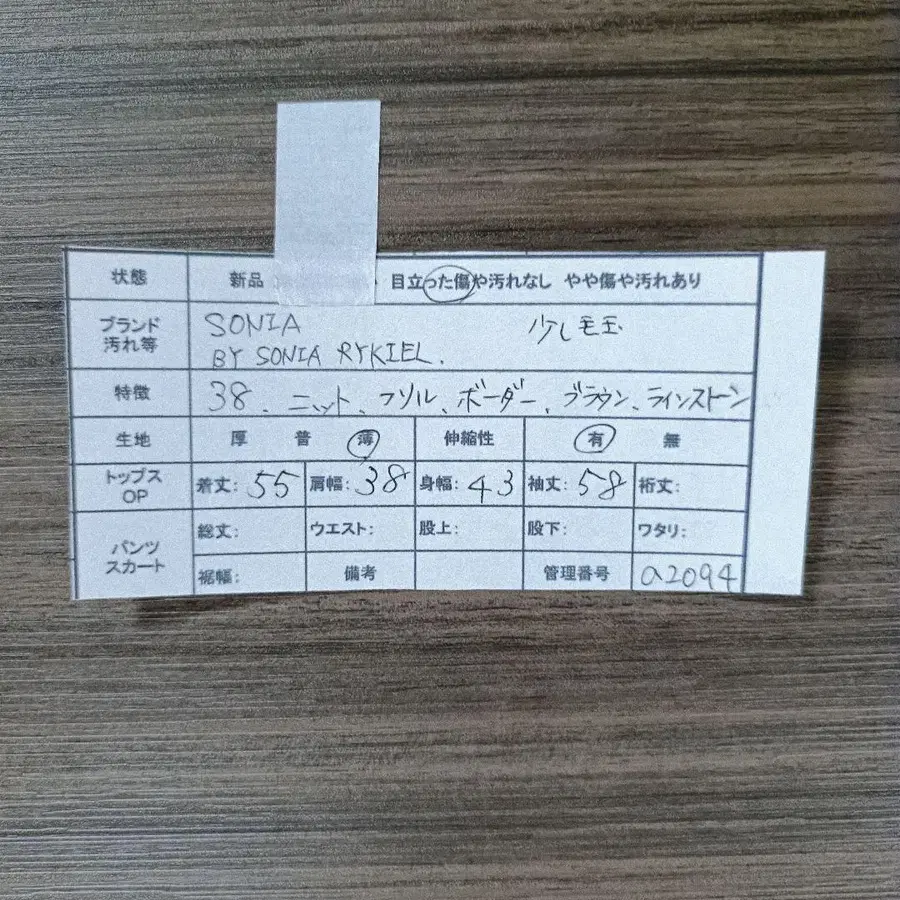 状態 新品 目立った傷や汚れなし やや傷や汚れあり
ブランド 汚れ等 SONIA 少し毛玉
BY SONIA RYKIEL.
特徴 38、ニット、フリル、ボーダー、ブラウン、ラインストーン
生地 厚 普 薄 伸縮性 有 無
トップス OP 着丈: 55 肩幅: 38 身幅: 43 袖丈: 58 裄丈:
パンツ スカート 総丈: ウエスト: 股上: 股下: ワタリ:
裾幅: 備考 管理番号 a2094